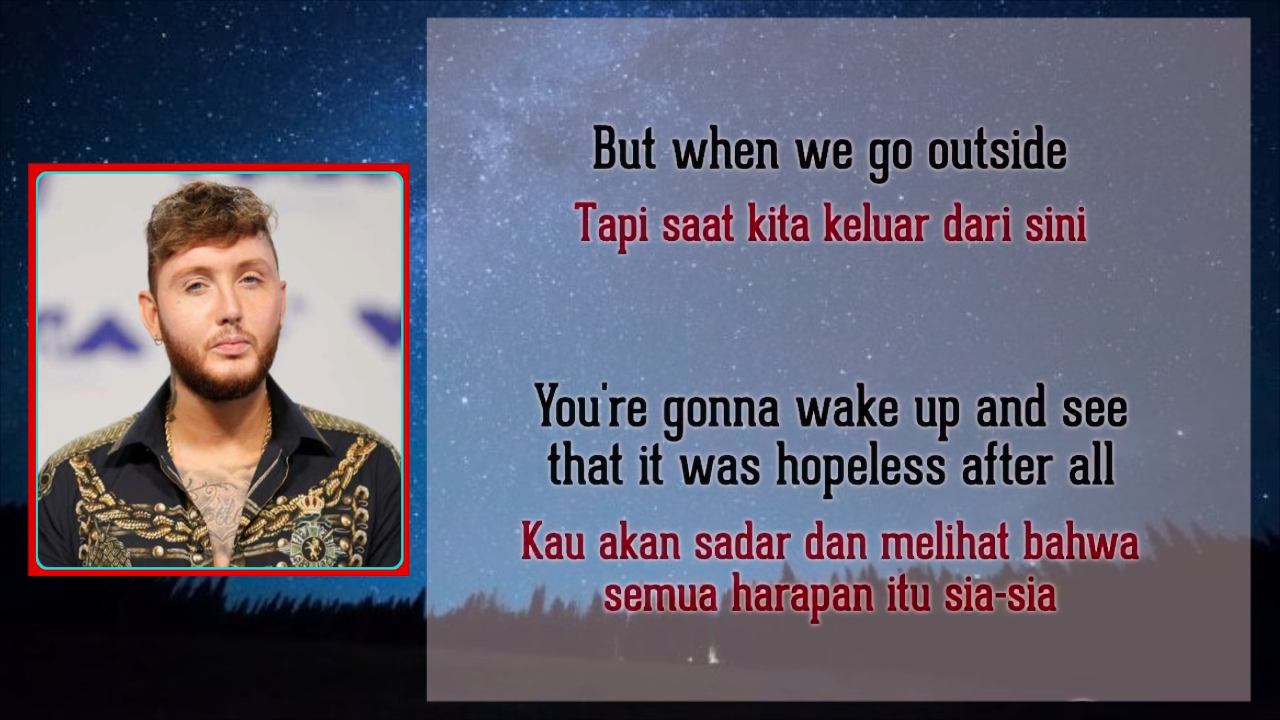 But when we go outside
Tapi saat kita keluar dari sini
You're gonna wake up and see
that it was hopeless after all
Kau akan sadar dan melihat bahwa
semua harapan itu sia-sia